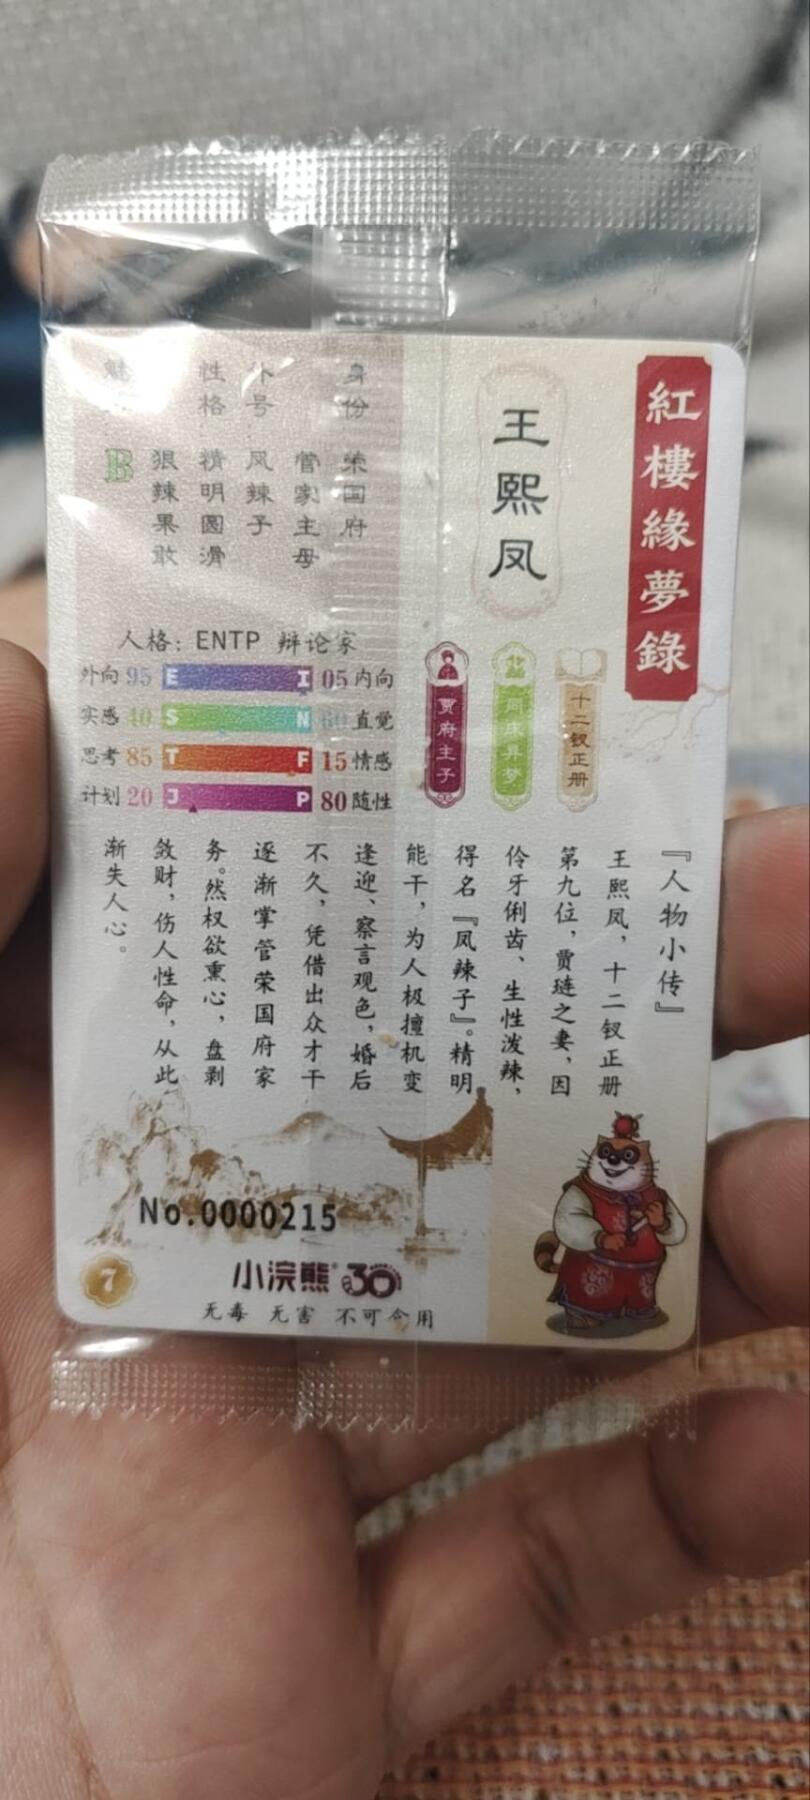 紅樓緣夢錄
王熙凤
身份 荣国府
管家主母
外号 凤辣子
性格 精明圆滑
狠辣果敢
B
人格：ENTP 辩论家
外向 95 E I 05 内向
实感 40 S N 60 直觉
思考 85 T F 15 情感
计划 20 J P 80 随性
贾府主子
同床异梦
十二钗正册
『人物小传』
王熙凤，十二钗正册
第九位，贾琏之妻，因
伶牙俐齿、生性泼辣，
得名『凤辣子』。精明
能干，为人极擅机变
逢迎、察言观色，婚后
不久，凭借出众才干
逐渐掌管荣国府家
务。然权欲熏心，盘剥
敛财，伤人性命，从此
渐失人心。
No.0000215
7
小浣熊® 30
无毒 无害 不可食用